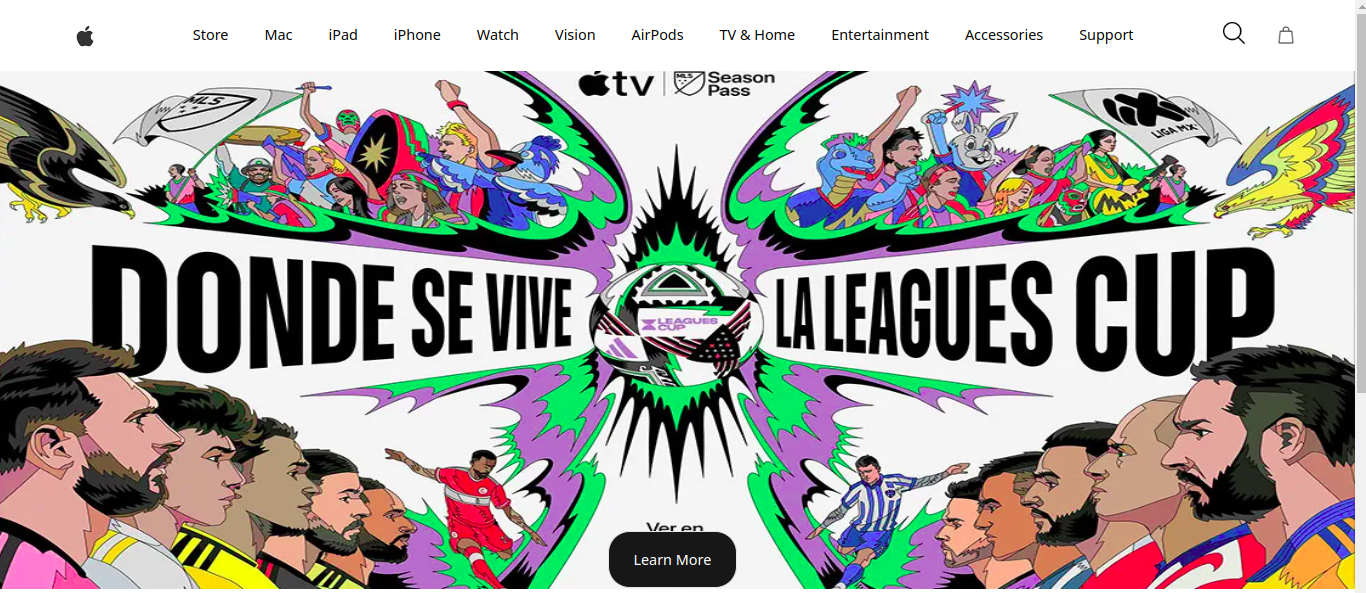 Store Mac iPad iPhone Watch Vision AirPods TV & Home Entertainment Accessories Support
tv MLS Season
Pass
MLS
LIGA MX
DONDE SE VIVE LA LEAGUES CUP
LEAGUES
CUP
Ver en
Learn More